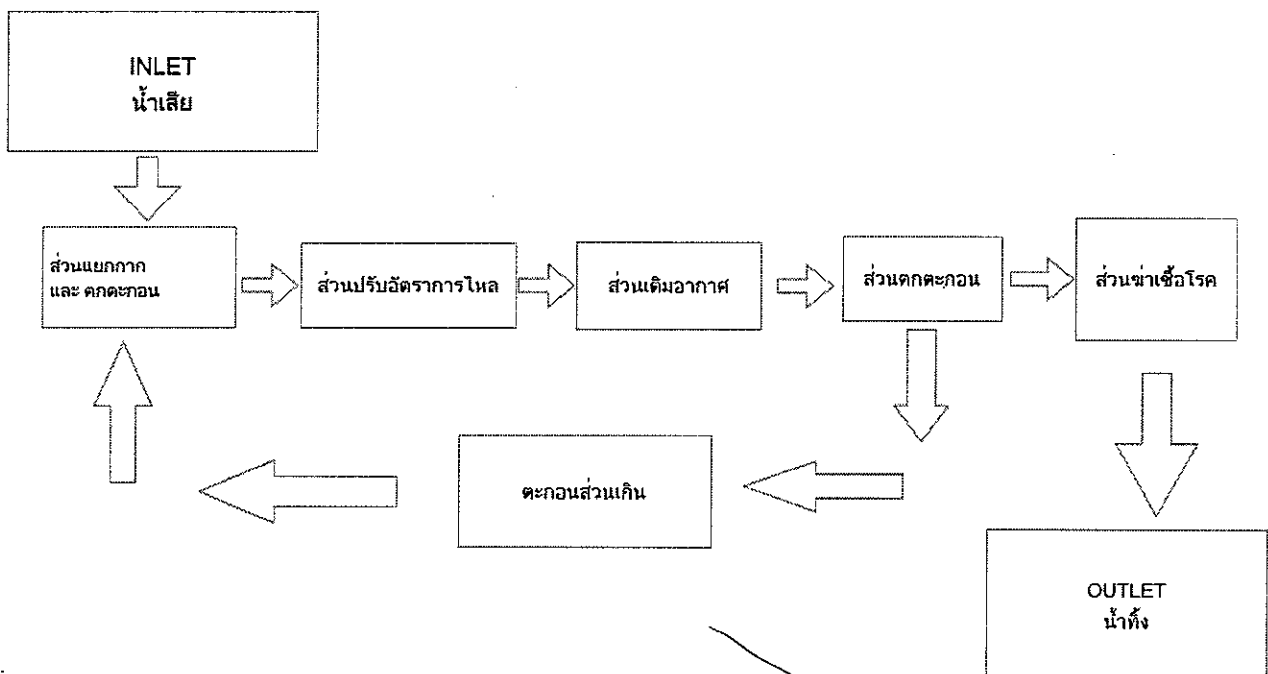 INLET
น้ำเสีย
ส่วนแยกกาก
และ ตกตะกอน
ส่วนปรับอัตราการไหล
ส่วนเติมอากาศ
ส่วนตกตะกอน
ส่วนฆ่าเชื้อโรค
ตะกอนส่วนเกิน
OUTLET
น้ำทิ้ง